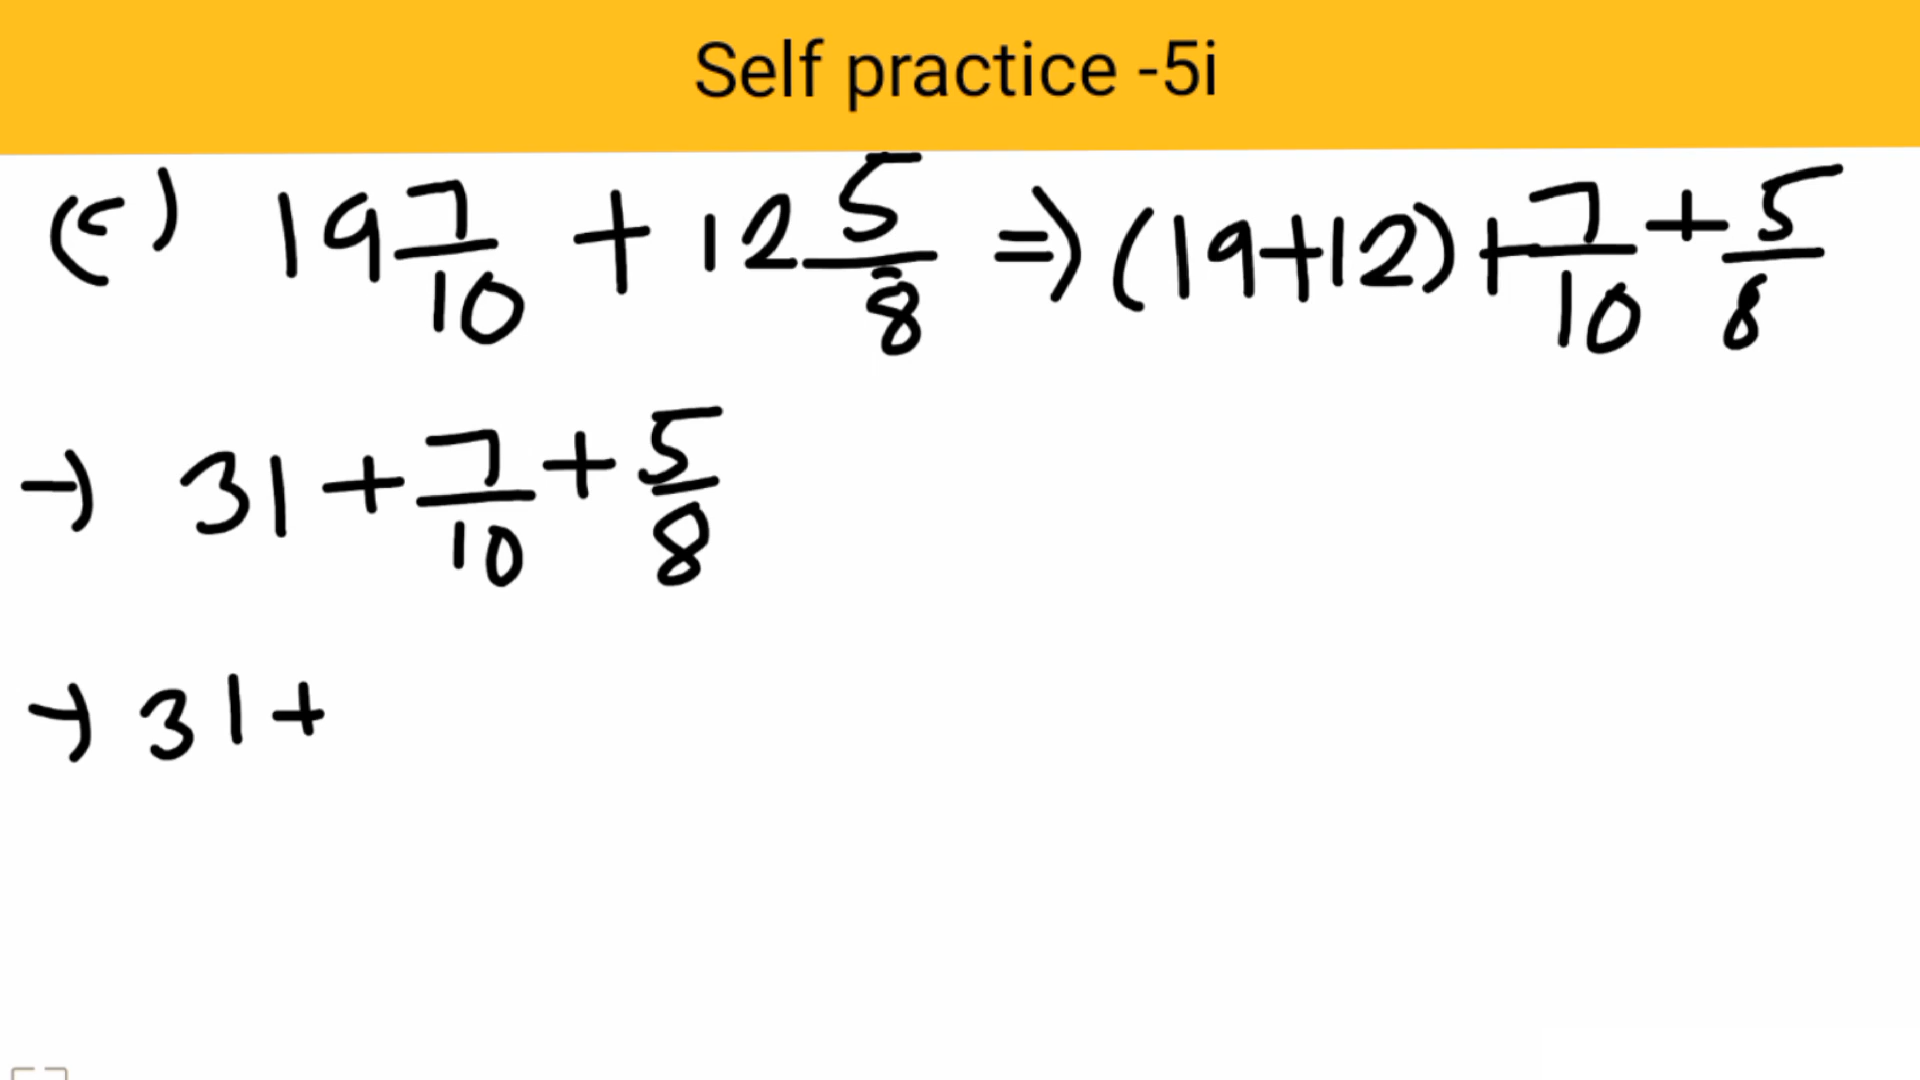 Self practice -5i
(c) 19 7/10 + 12 5/8 ⇒ (19+12) + 7/10 + 5/8
→ 31 + 7/10 + 5/8
→ 31 +